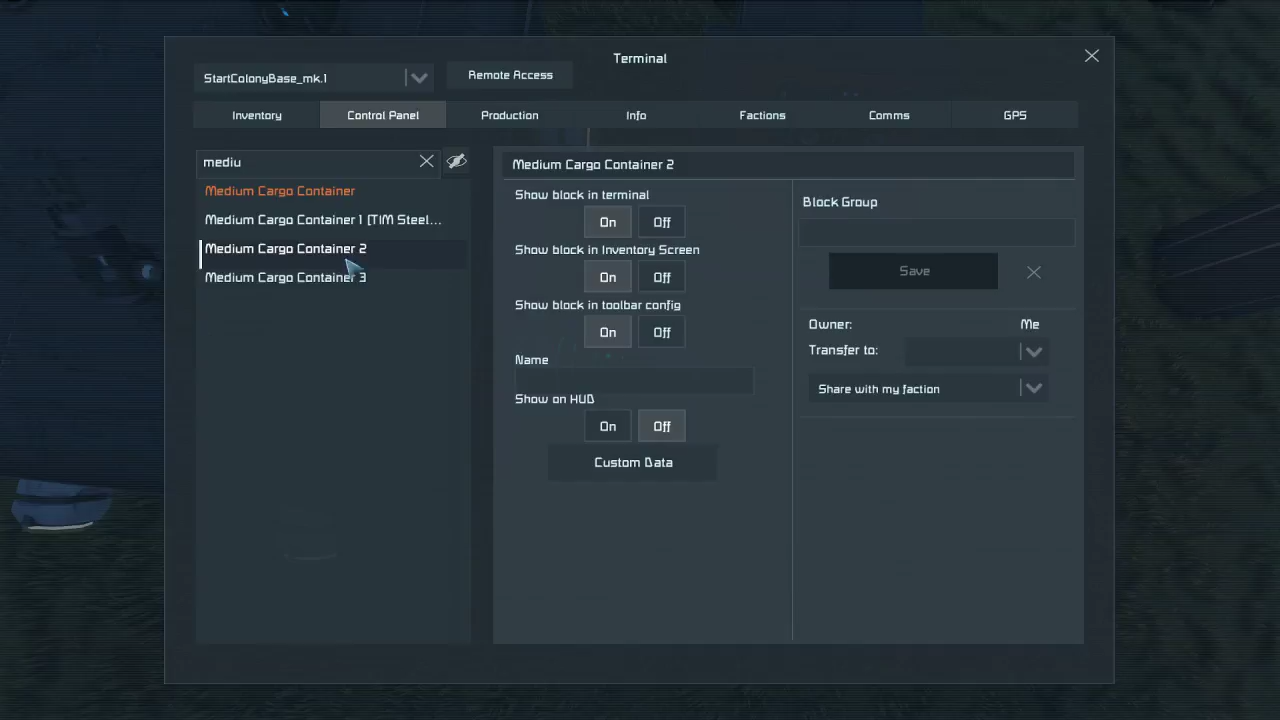 Terminal
StartColonyBase_mk.1
Remote Access
Inventory
Control Panel
Production
Info
Factions
Comms
GPS
mediu
Medium Cargo Container
Medium Cargo Container 1 [TIM Steel...
Medium Cargo Container 2
Medium Cargo Container 3
Medium Cargo Container 2
Show block in terminal
On Off
Show block in Inventory Screen
On Off
Show block in toolbar config
On Off
Name
Show on HUD
On Off
Custom Data
Block Group
Save
Owner: Me
Transfer to:
Share with my faction